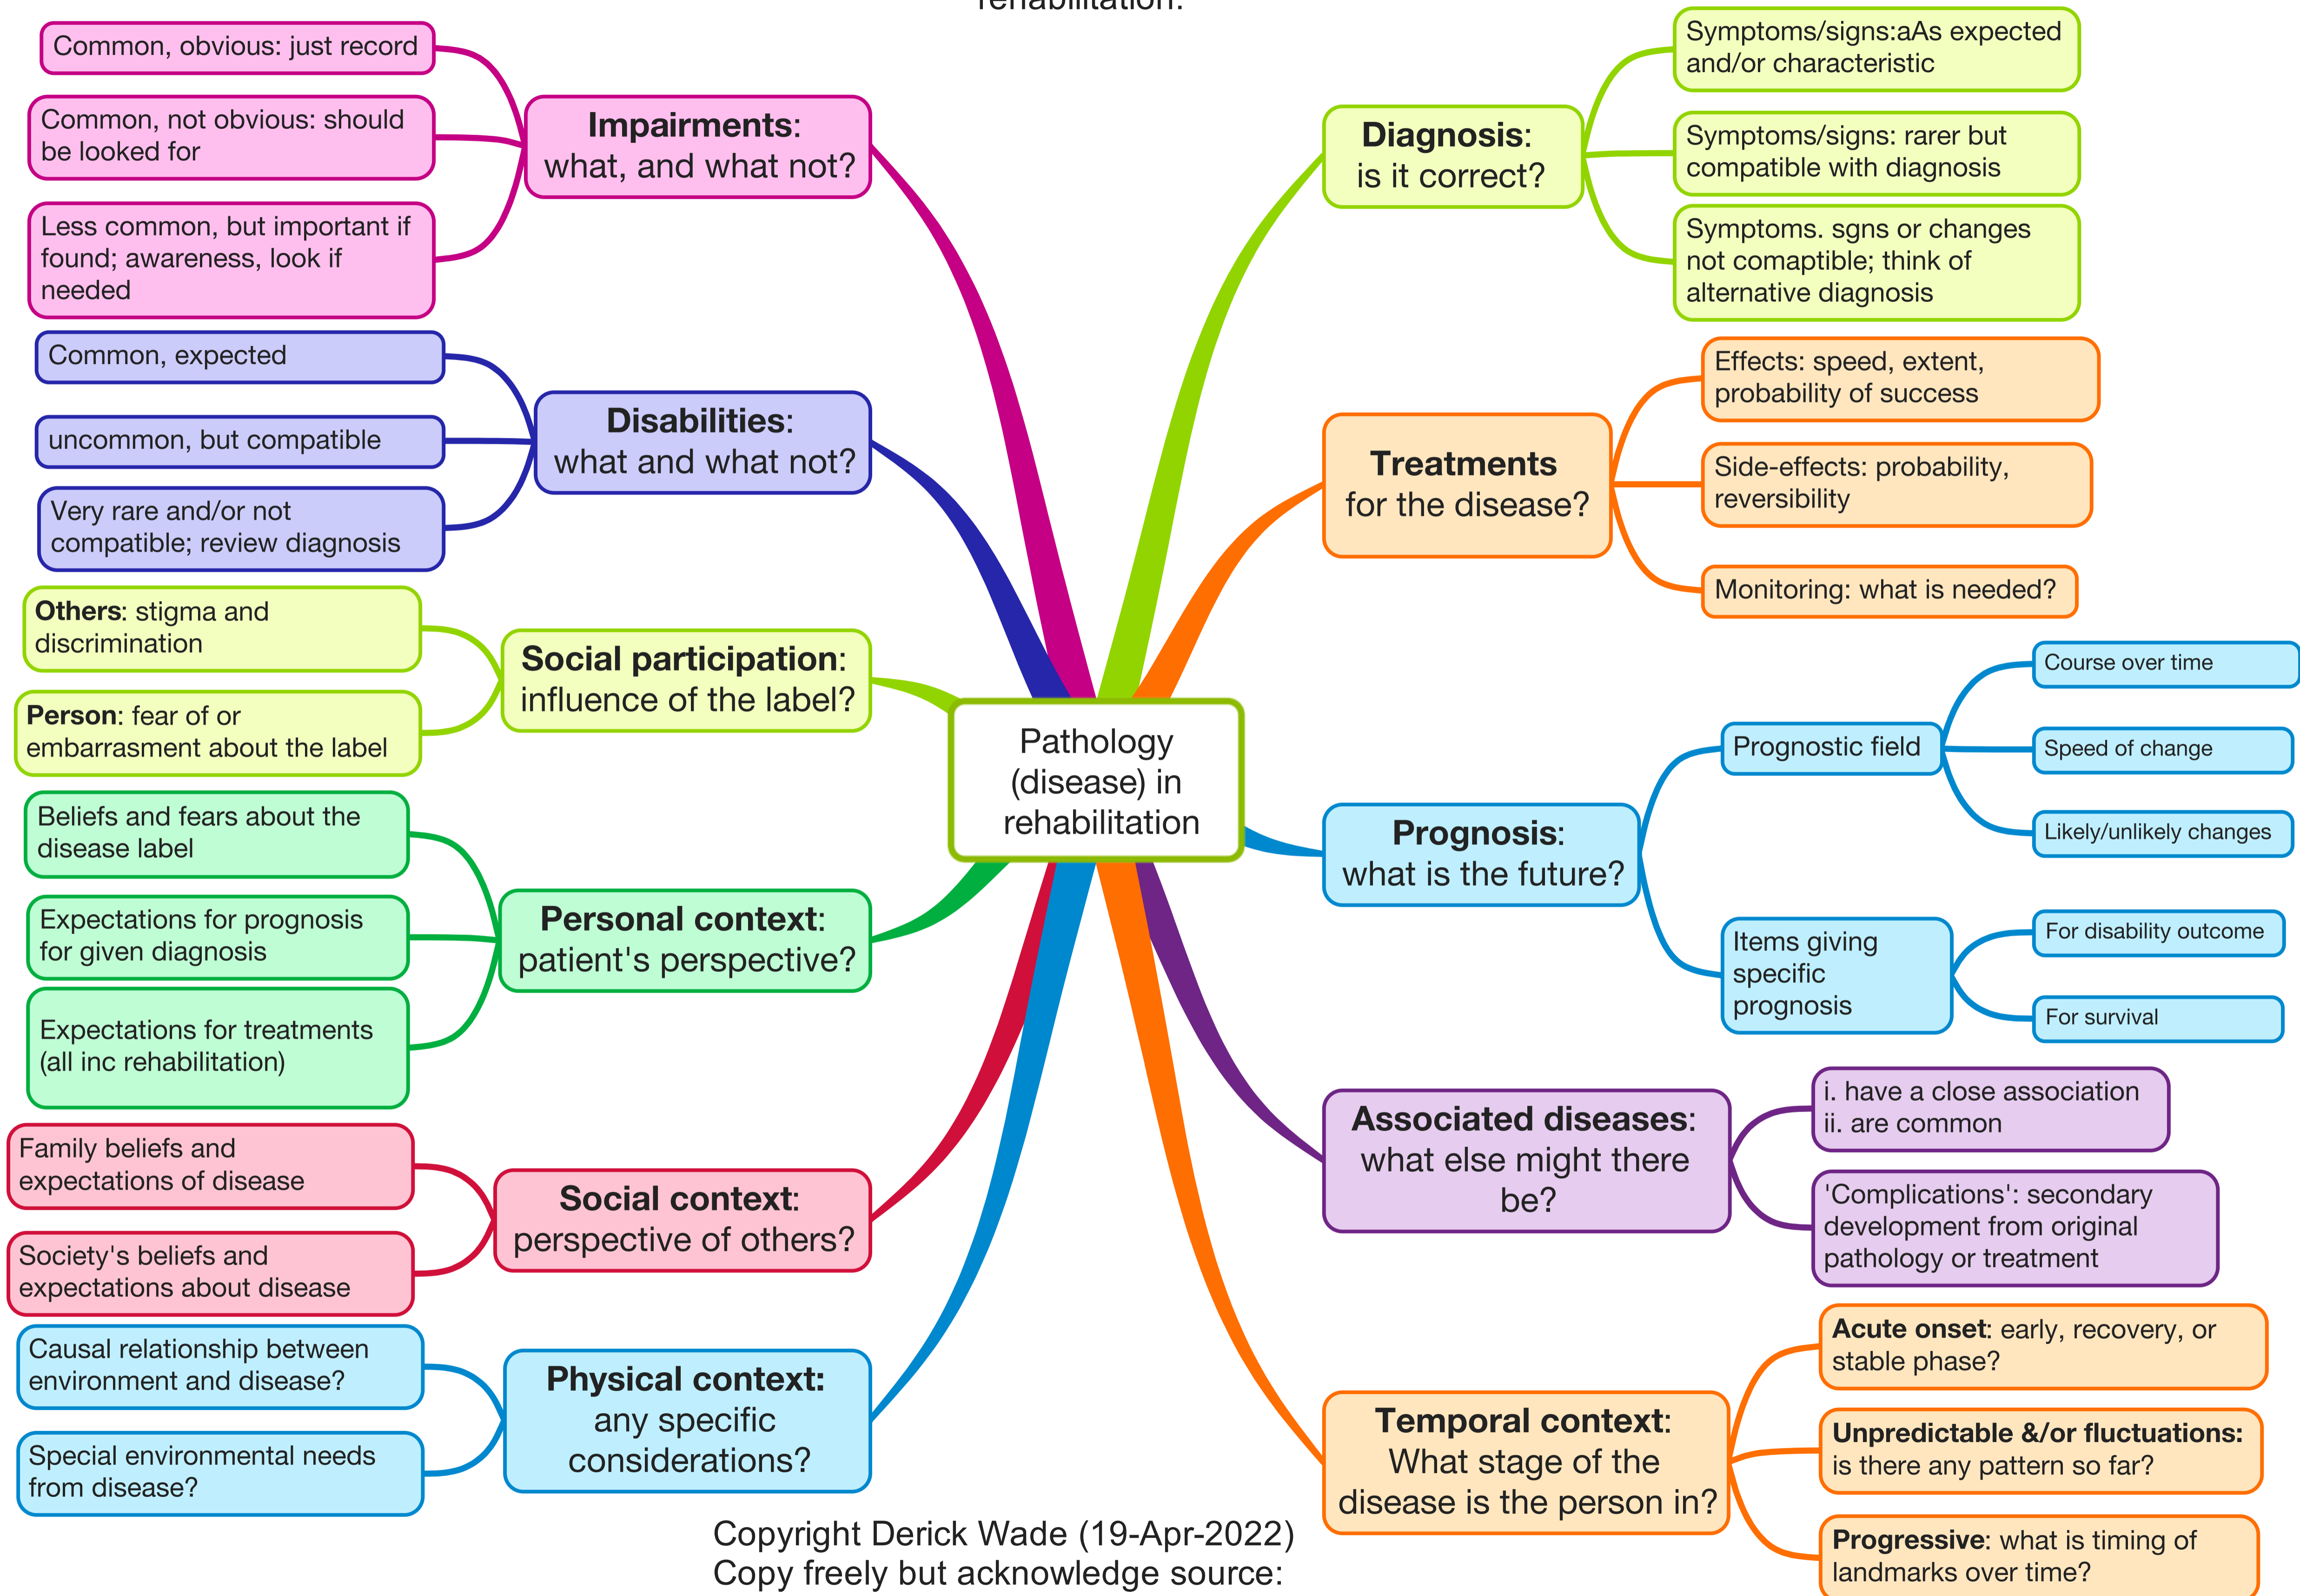 rehabilitation.
Common, obvious: just record
Common, not obvious: should
be looked for
Less common, but important if
found; awareness, look if
needed
Impairments:
what, and what not?
Common, expected
uncommon, but compatible
Very rare and/or not
compatible; review diagnosis
Disabilities:
what and what not?
Others: stigma and
discrimination
Person: fear of or
embarrasment about the label
Social participation:
influence of the label?
Beliefs and fears about the
disease label
Expectations for prognosis
for given diagnosis
Expectations for treatments
(all inc rehabilitation)
Personal context:
patient's perspective?
Family beliefs and
expectations of disease
Society's beliefs and
expectations about disease
Social context:
perspective of others?
Causal relationship between
environment and disease?
Special environmental needs
from disease?
Physical context:
any specific
considerations?
Pathology
(disease) in
rehabilitation
Diagnosis:
is it correct?
Symptoms/signs:aAs expected
and/or characteristic
Symptoms/signs: rarer but
compatible with diagnosis
Symptoms. sgns or changes
not comaptible; think of
alternative diagnosis
Treatments
for the disease?
Effects: speed, extent,
probability of success
Side-effects: probability,
reversibility
Monitoring: what is needed?
Prognosis:
what is the future?
Prognostic field
Course over time
Speed of change
Likely/unlikely changes
Items giving
specific
prognosis
For disability outcome
For survival
Associated diseases:
what else might there
be?
i. have a close association
ii. are common
'Complications': secondary
development from original
pathology or treatment
Temporal context:
What stage of the
disease is the person in?
Acute onset: early, recovery, or
stable phase?
Unpredictable &/or fluctuations:
is there any pattern so far?
Progressive: what is timing of
landmarks over time?
Copyright Derick Wade (19-Apr-2022)
Copy freely but acknowledge source: